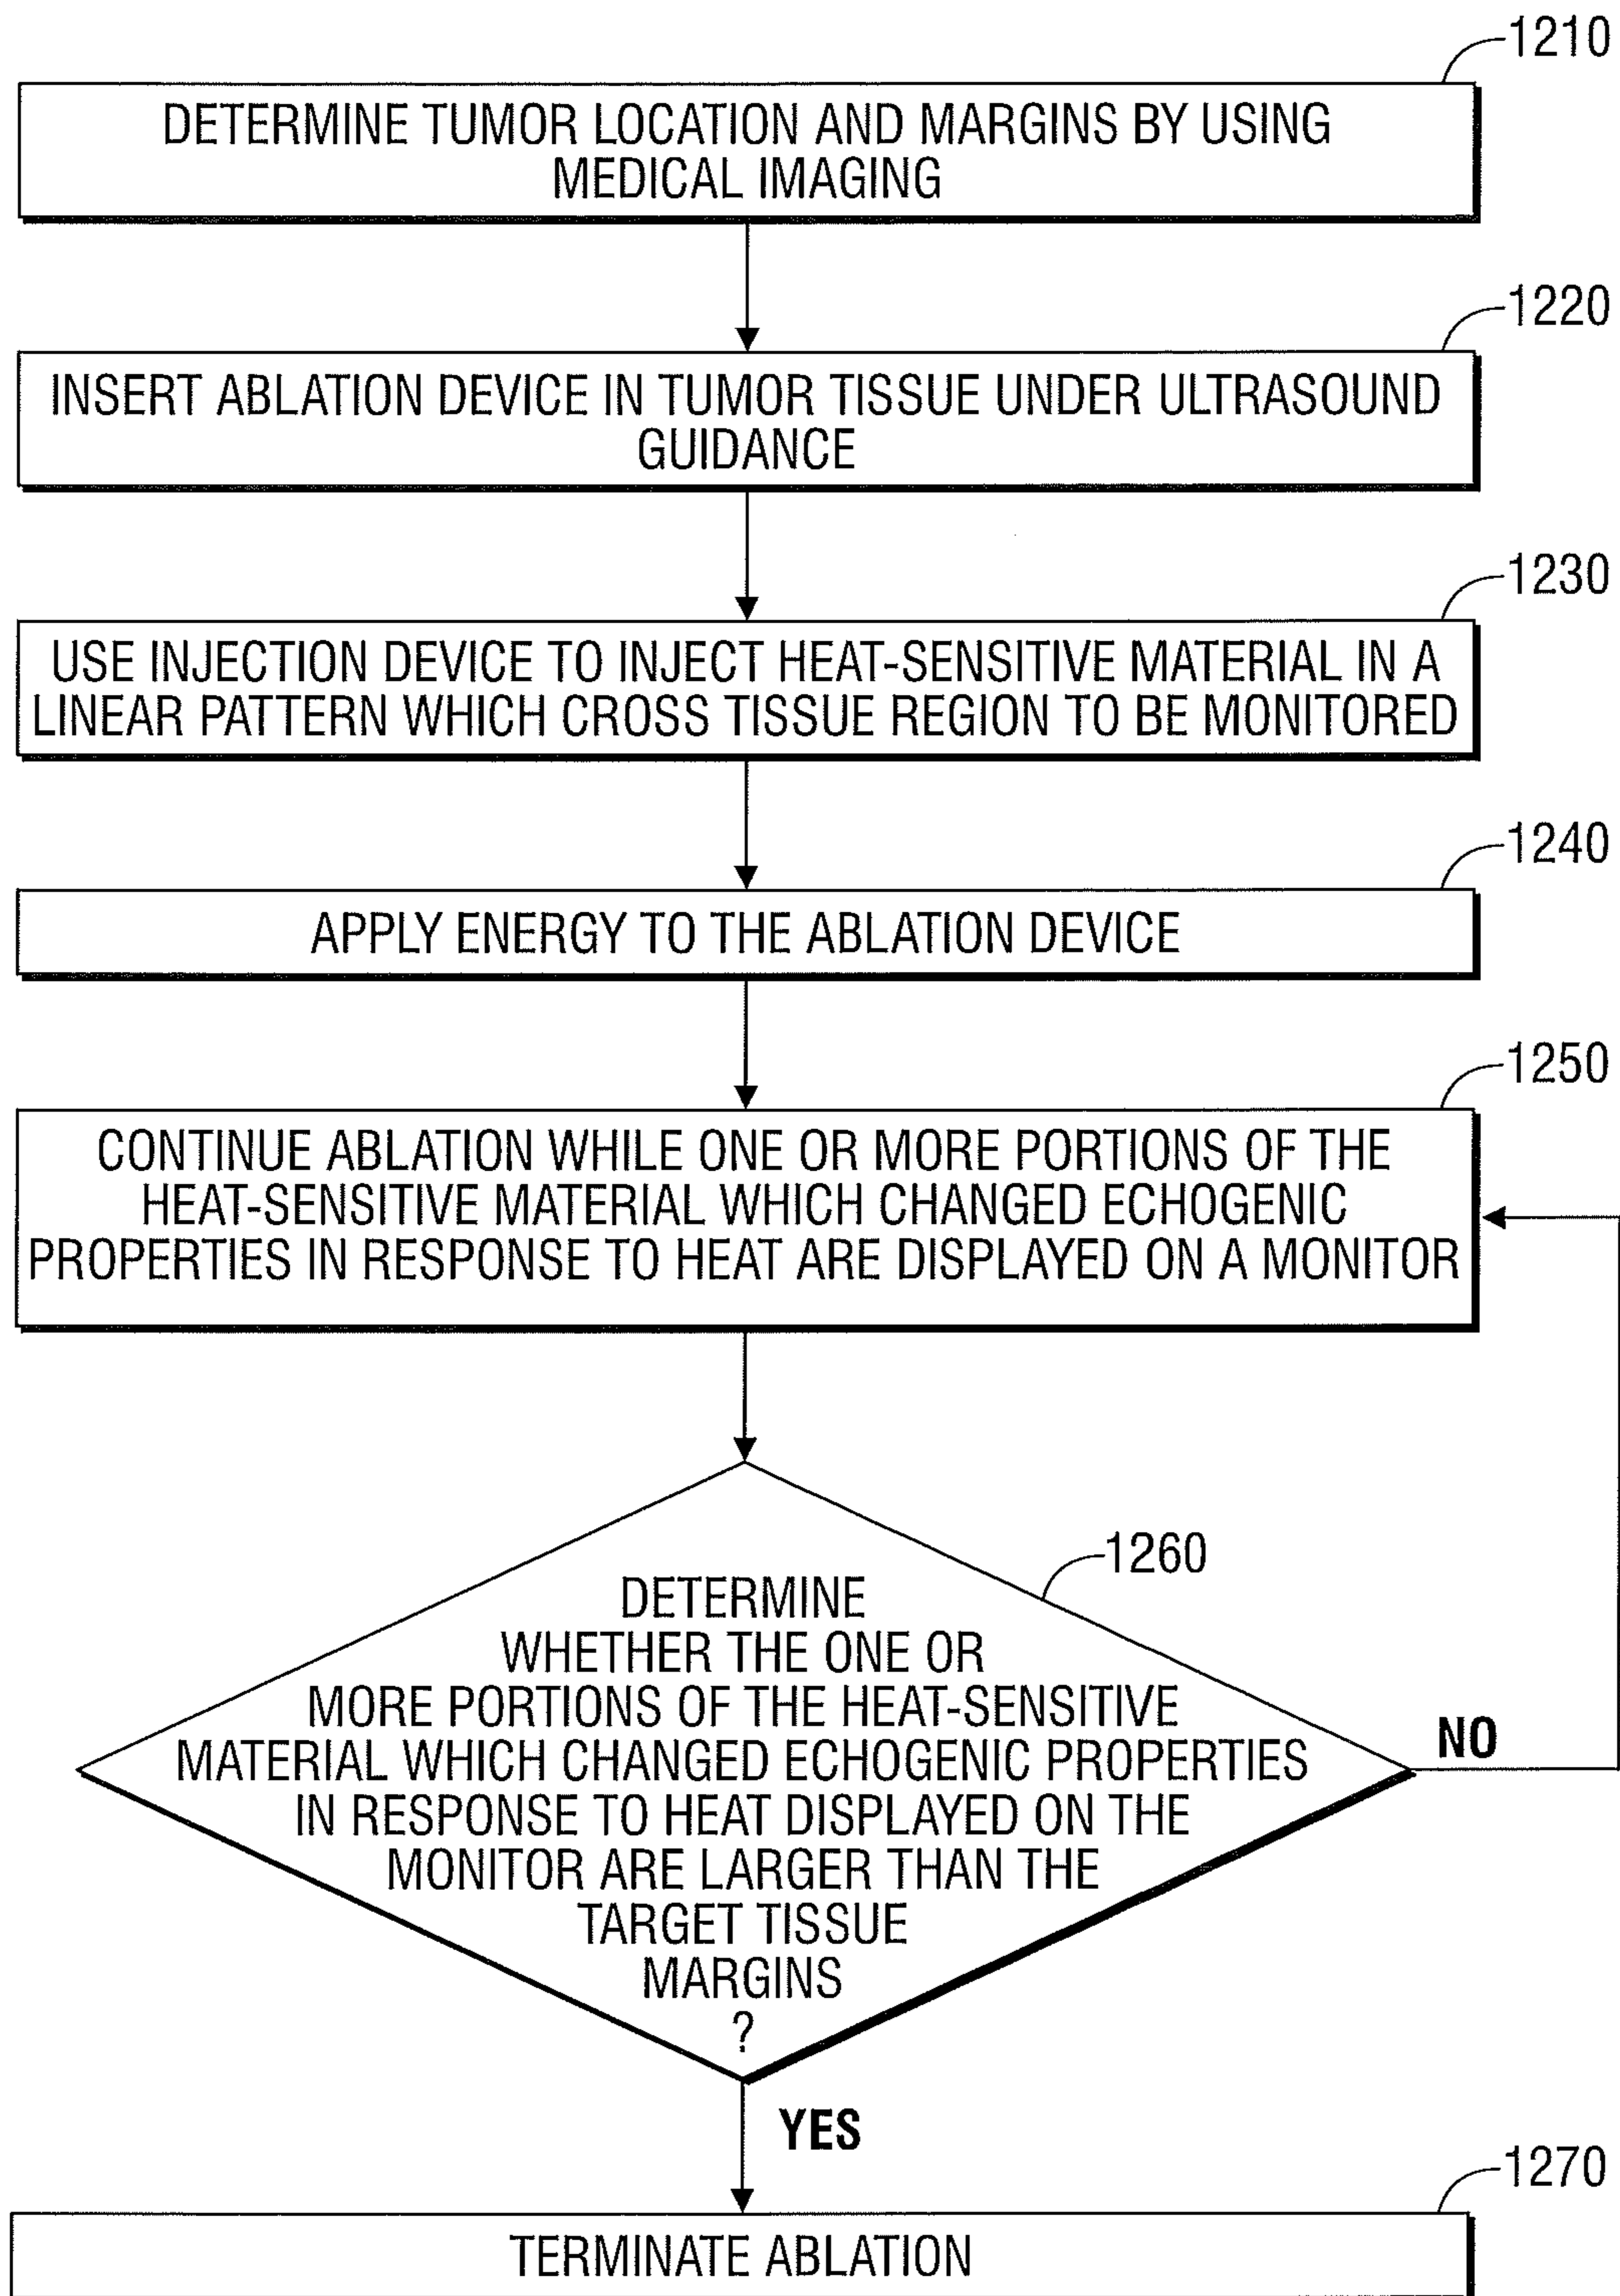 1210
DETERMINE TUMOR LOCATION AND MARGINS BY USING
MEDICAL IMAGING
1220
INSERT ABLATION DEVICE IN TUMOR TISSUE UNDER ULTRASOUND
GUIDANCE
1230
USE INJECTION DEVICE TO INJECT HEAT-SENSITIVE MATERIAL IN A
LINEAR PATTERN WHICH CROSS TISSUE REGION TO BE MONITORED
1240
APPLY ENERGY TO THE ABLATION DEVICE
1250
CONTINUE ABLATION WHILE ONE OR MORE PORTIONS OF THE
HEAT-SENSITIVE MATERIAL WHICH CHANGED ECHOGENIC
PROPERTIES IN RESPONSE TO HEAT ARE DISPLAYED ON A MONITOR
1260
DETERMINE
WHETHER THE ONE OR
MORE PORTIONS OF THE HEAT-SENSITIVE
MATERIAL WHICH CHANGED ECHOGENIC PROPERTIES
IN RESPONSE TO HEAT DISPLAYED ON THE
MONITOR ARE LARGER THAN THE
TARGET TISSUE
MARGINS
?
NO
YES
1270
TERMINATE ABLATION